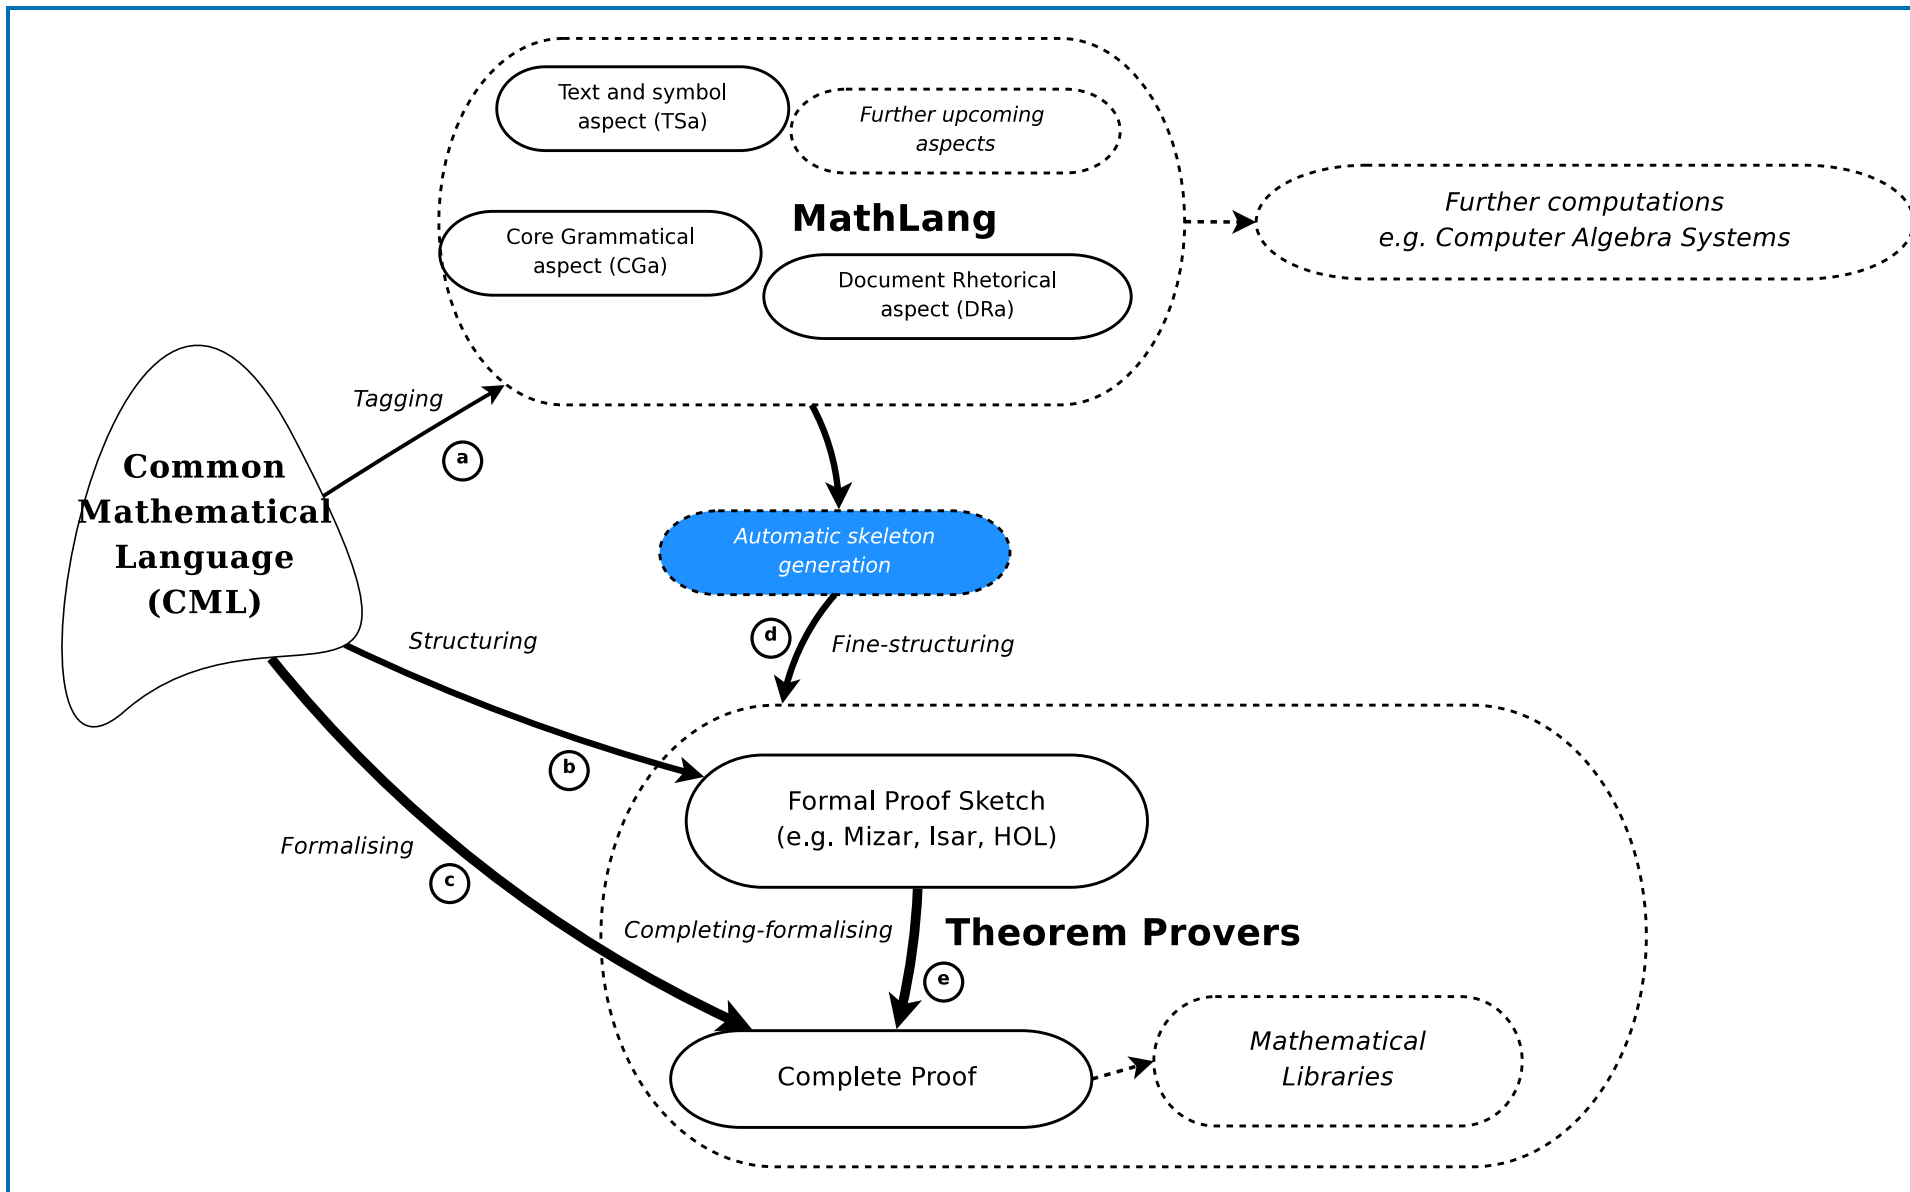 Text and symbol
aspect (TSa)
Further upcoming
aspects
MathLang
Core Grammatical
aspect (CGa)
Document Rhetorical
aspect (DRa)
Further computations
e.g. Computer Algebra Systems
Tagging
a
Common
Mathematical
Language
(CML)
Automatic skeleton
generation
Structuring
d
Fine-structuring
b
Formal Proof Sketch
(e.g. Mizar, Isar, HOL)
Formalising
c
Completing-formalising
Theorem Provers
e
Complete Proof
Mathematical
Libraries